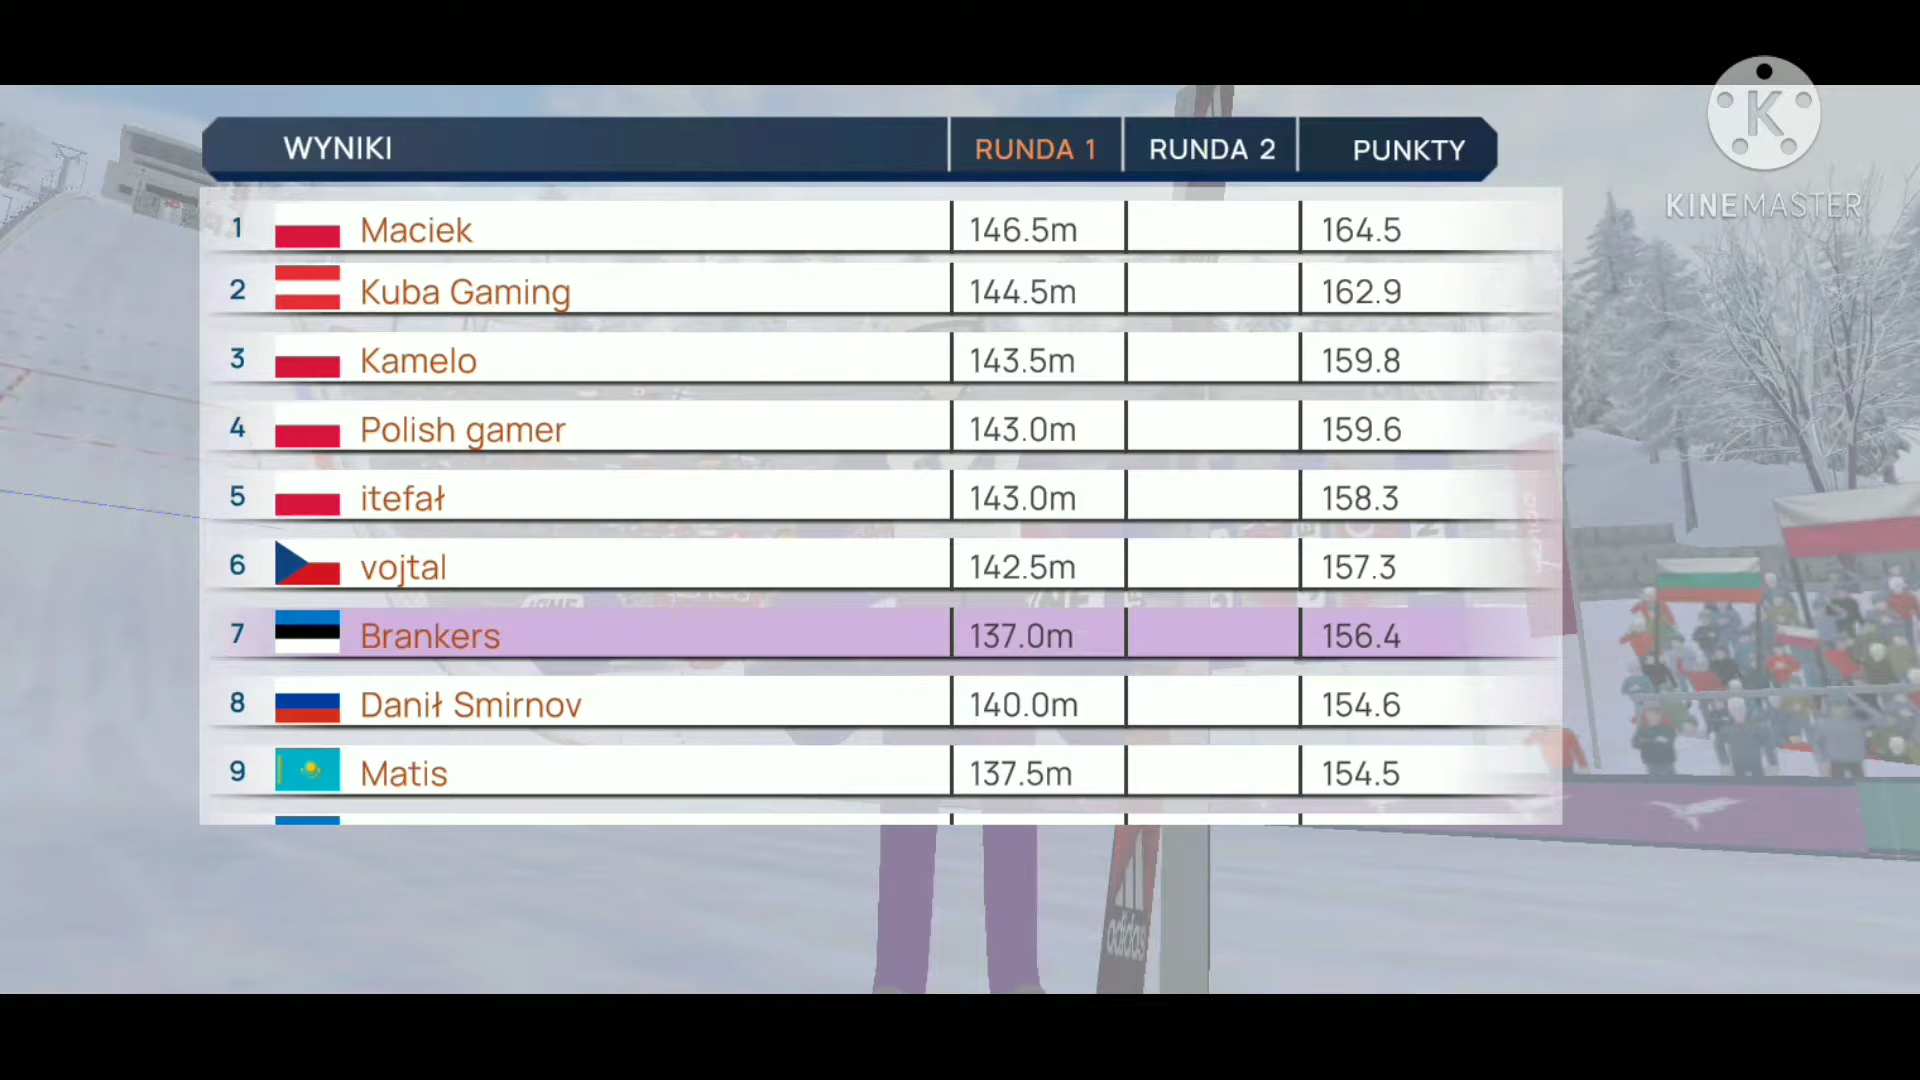 WYNIKI RUNDA 1 RUNDA 2 PUNKTY
K
KINEMASTER
1 Maciek 146.5m 164.5
2 Kuba Gaming 144.5m 162.9
3 Kamelo 143.5m 159.8
4 Polish gamer 143.0m 159.6
5 itefał 143.0m 158.3
6 vojtal 142.5m 157.3
7 Brankers 137.0m 156.4
8 Danił Smirnov 140.0m 154.6
9 Matis 137.5m 154.5
adidas